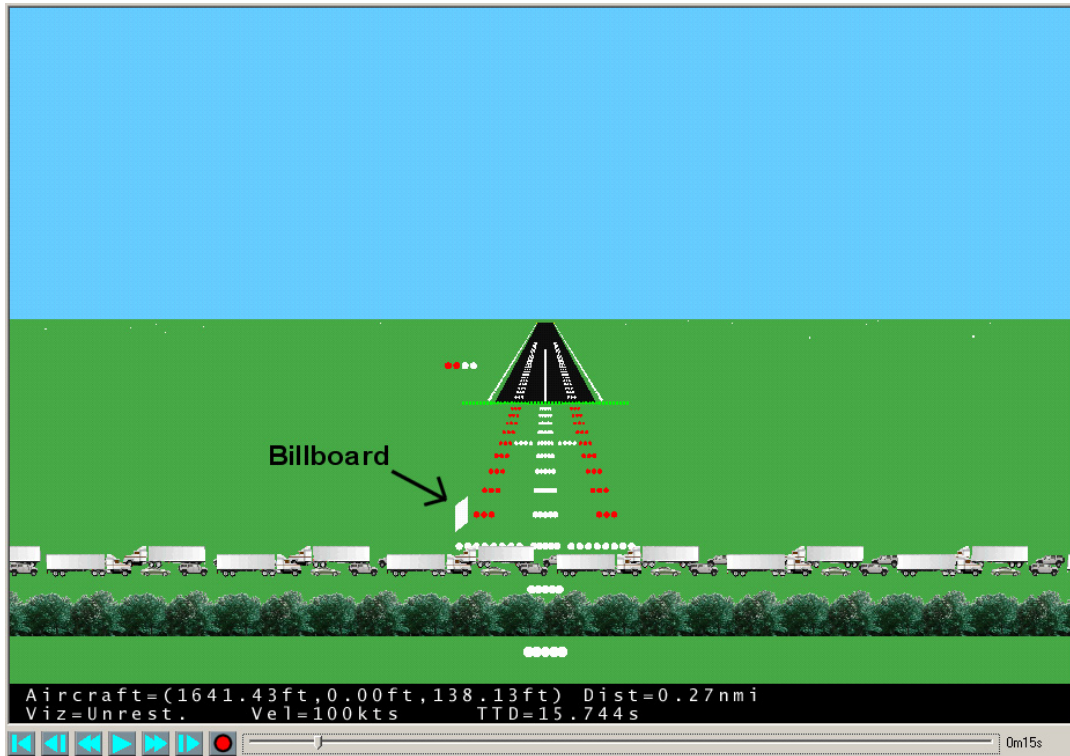 Billboard
Aircraft=(1641.43ft,0.00ft,138.13ft) Dist=0.27nmi
Viz=Unrest. Vel=100kts TTD=15.744s
0m15s